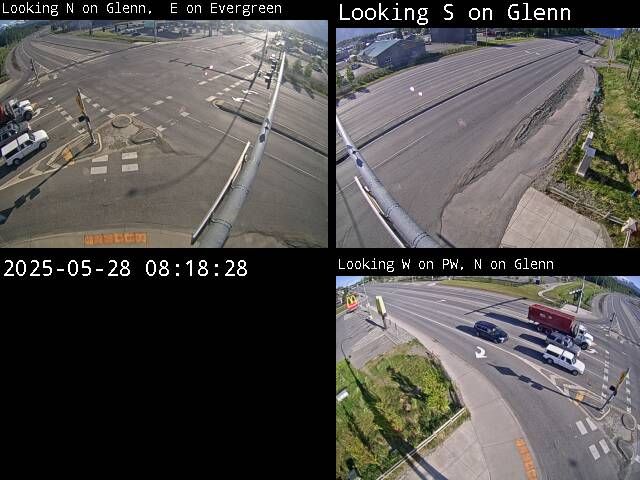 Looking N on Glenn,  E on Evergreen
Looking S on Glenn
2025-05-28 08:18:28
Looking W on PW, N on Glenn